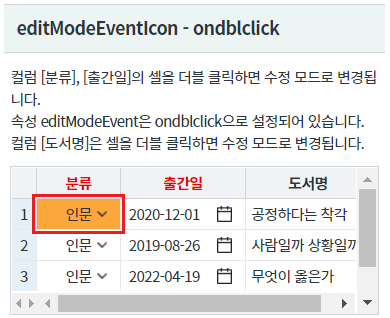 editModeEventIcon - ondblclick
컬럼 [분류], [출간일]의 셀을 더블 클릭하면 수정 모드로 변경됩
니다.
속성 editModeEvent은 ondblclick으로 설정되어 있습니다.
컬럼 [도서명]은 셀을 더블 클릭하면 수정 모드로 변경됩니다.
분류 출간일 도서명
1 인문 2020-12-01 공정하다는 착각
2 인문 2019-08-26 사람일까 상황일까
3 인문 2022-04-19 무엇이 옳은가